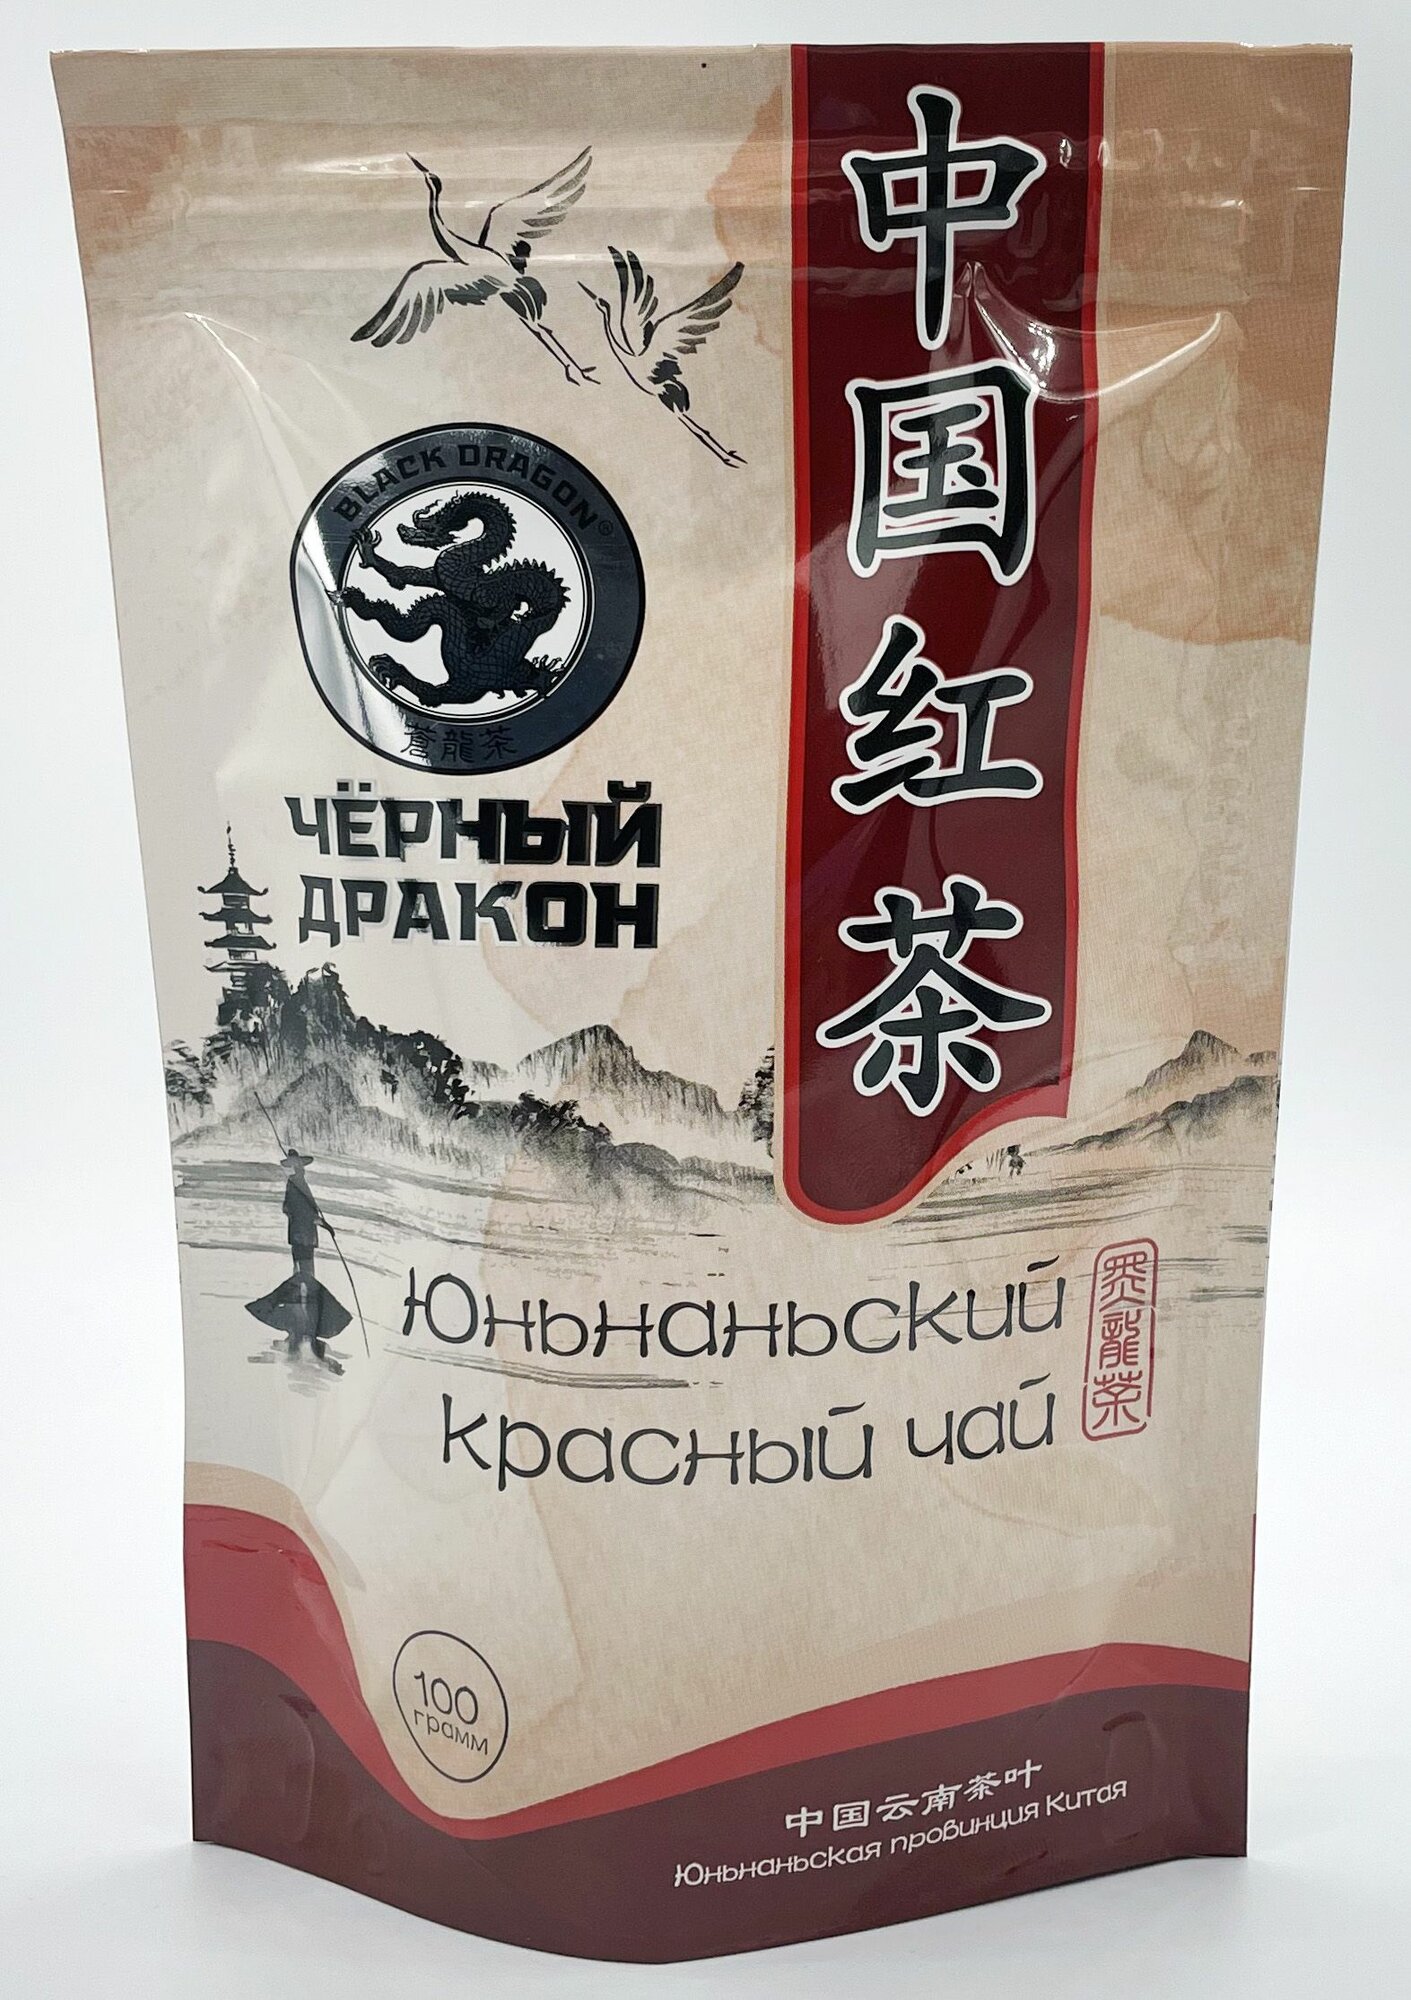 中国红茶
BLACK DRAGON®
蒼龍茶
ЧЁРНЫЙ
ДРАКОН
Юньнаньский
красный чай
100
грамм
中国云南茶叶
Юньнаньская провинция Китая